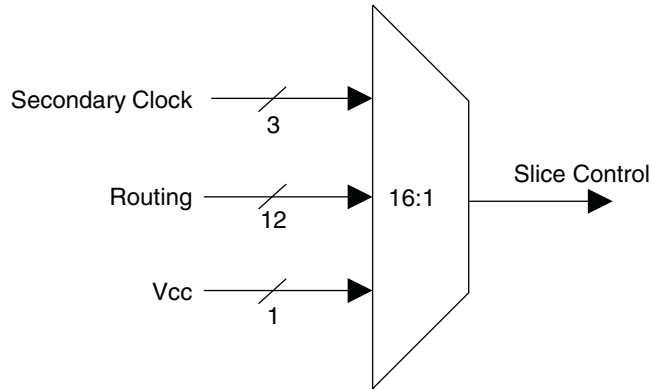 Secondary Clock
3
Routing
12
Vcc
1
16:1
Slice Control